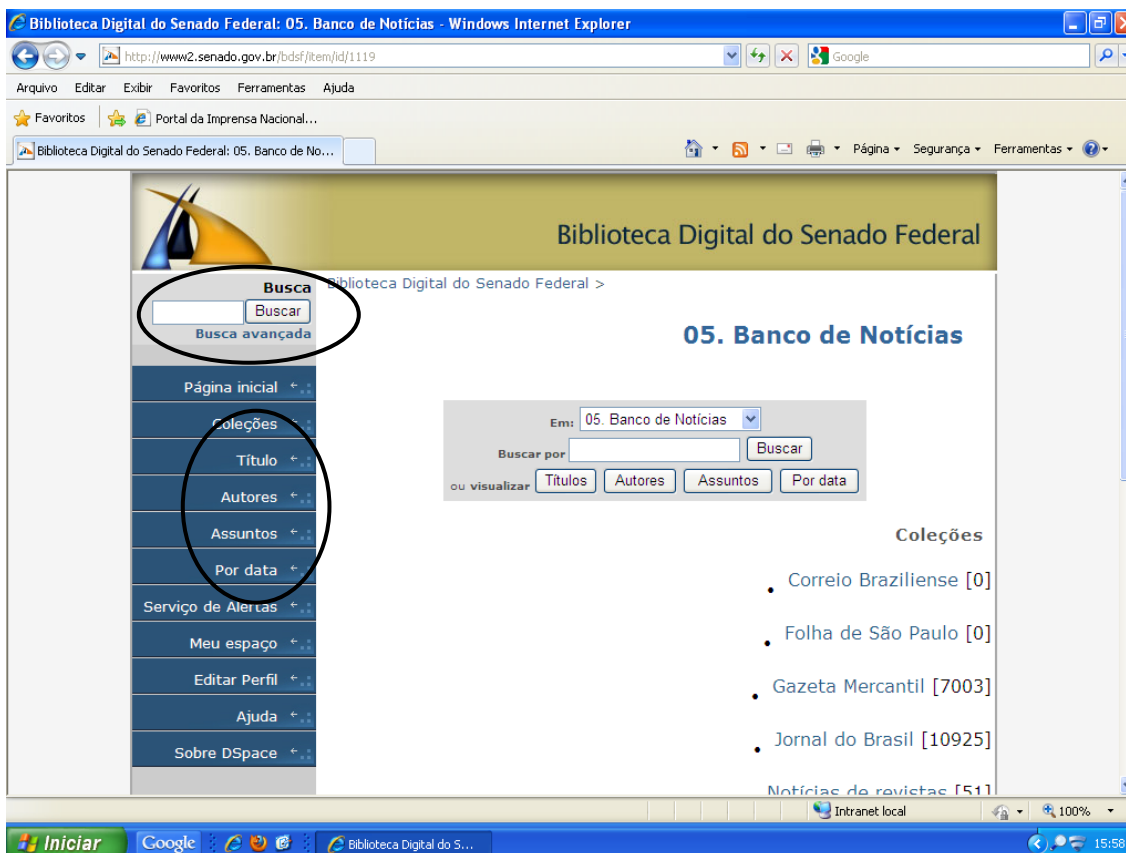 Biblioteca Digital do Senado Federal: 05. Banco de Notícias - Windows Internet Explorer
http://www2.senado.gov.br/bdsf/item/id/1119
Google
Arquivo Editar Exibir Favoritos Ferramentas Ajuda
Favoritos Portal da Imprensa Nacional...
Biblioteca Digital do Senado Federal: 05. Banco de No...
Página Segurança Ferramentas
Biblioteca Digital do Senado Federal
Busca
Buscar
Busca avançada
Página inicial
Coleções
Título
Autores
Assuntos
Por data
Serviço de Alertas
Meu espaço
Editar Perfil
Ajuda
Sobre DSpace
Biblioteca Digital do Senado Federal >
05. Banco de Notícias
Em: 05. Banco de Notícias
Buscar por Buscar
ou visualizar Títulos Autores Assuntos Por data
Coleções
• Correio Braziliense [0]
• Folha de São Paulo [0]
• Gazeta Mercantil [7003]
• Jornal do Brasil [10925]
Notícias de revistas [51]
Intranet local 100%
Iniciar Google Biblioteca Digital do S... 15:58